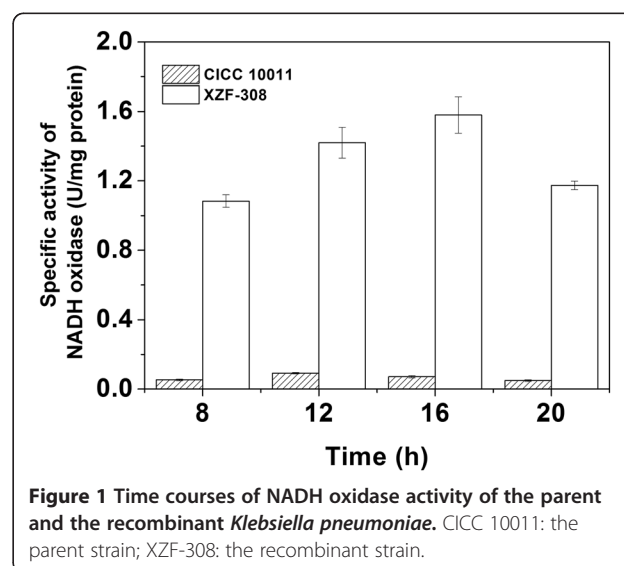 2.0
1.6
1.2
0.8
0.4
0.0
Specific activity of
NADH oxidase (U/mg protein)
CICC 10011
XZF-308
8 12 16 20
Time (h)
Figure 1 Time courses of NADH oxidase activity of the parent
and the recombinant Klebsiella pneumoniae. CICC 10011: the
parent strain; XZF-308: the recombinant strain.